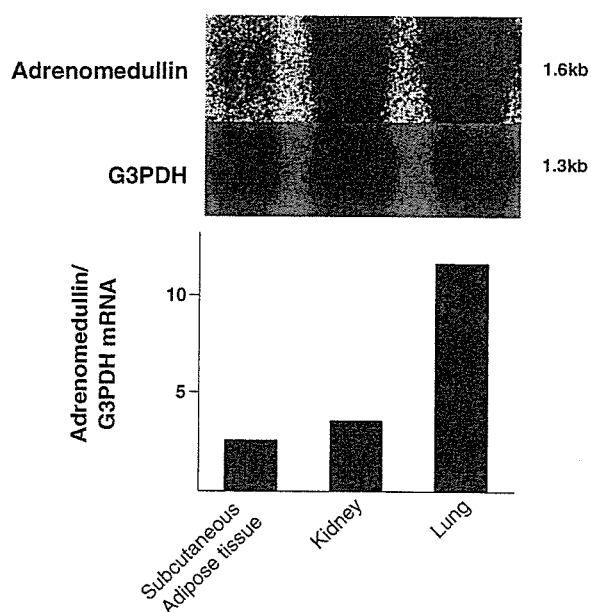 Adrenomedullin
1.6kb
G3PDH
1.3kb
Adrenomedullin/
G3PDH mRNA
10
5
Subcutaneous
Adipose tissue
Kidney
Lung